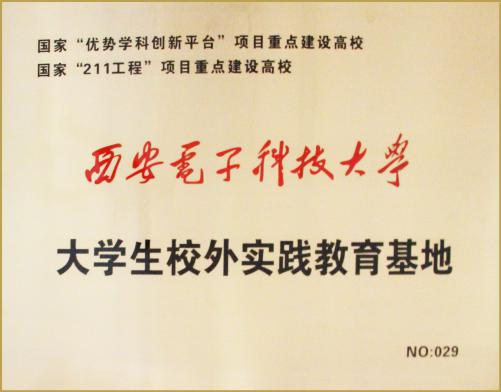 国家“优势学科创新平台”项目重点建设高校
国家“211工程”项目重点建设高校
西安電子科技大學
大学生校外实践教育基地
NO:029